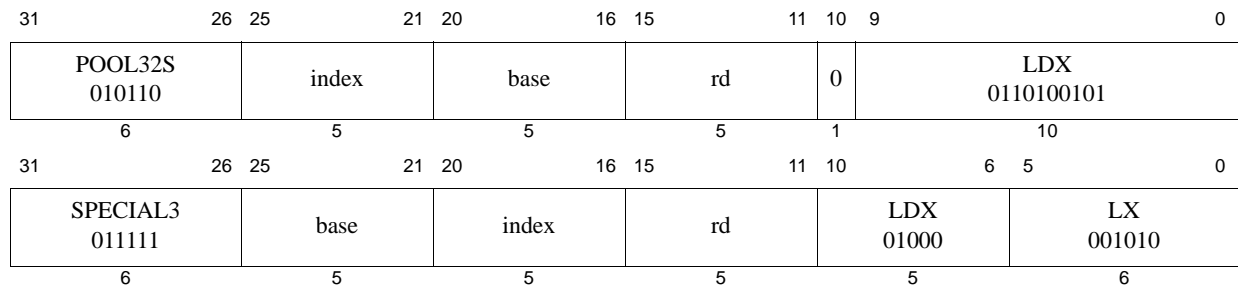 31 26 25 21 20 16 15 11 10 9 0
POOL32S index base rd 0 LDX
010110 0110100101
6 5 5 5 1 10
31 26 25 21 20 16 15 11 10 6 5 0
SPECIAL3 base index rd LDX LX
011111 01000 001010
6 5 5 5 5 6